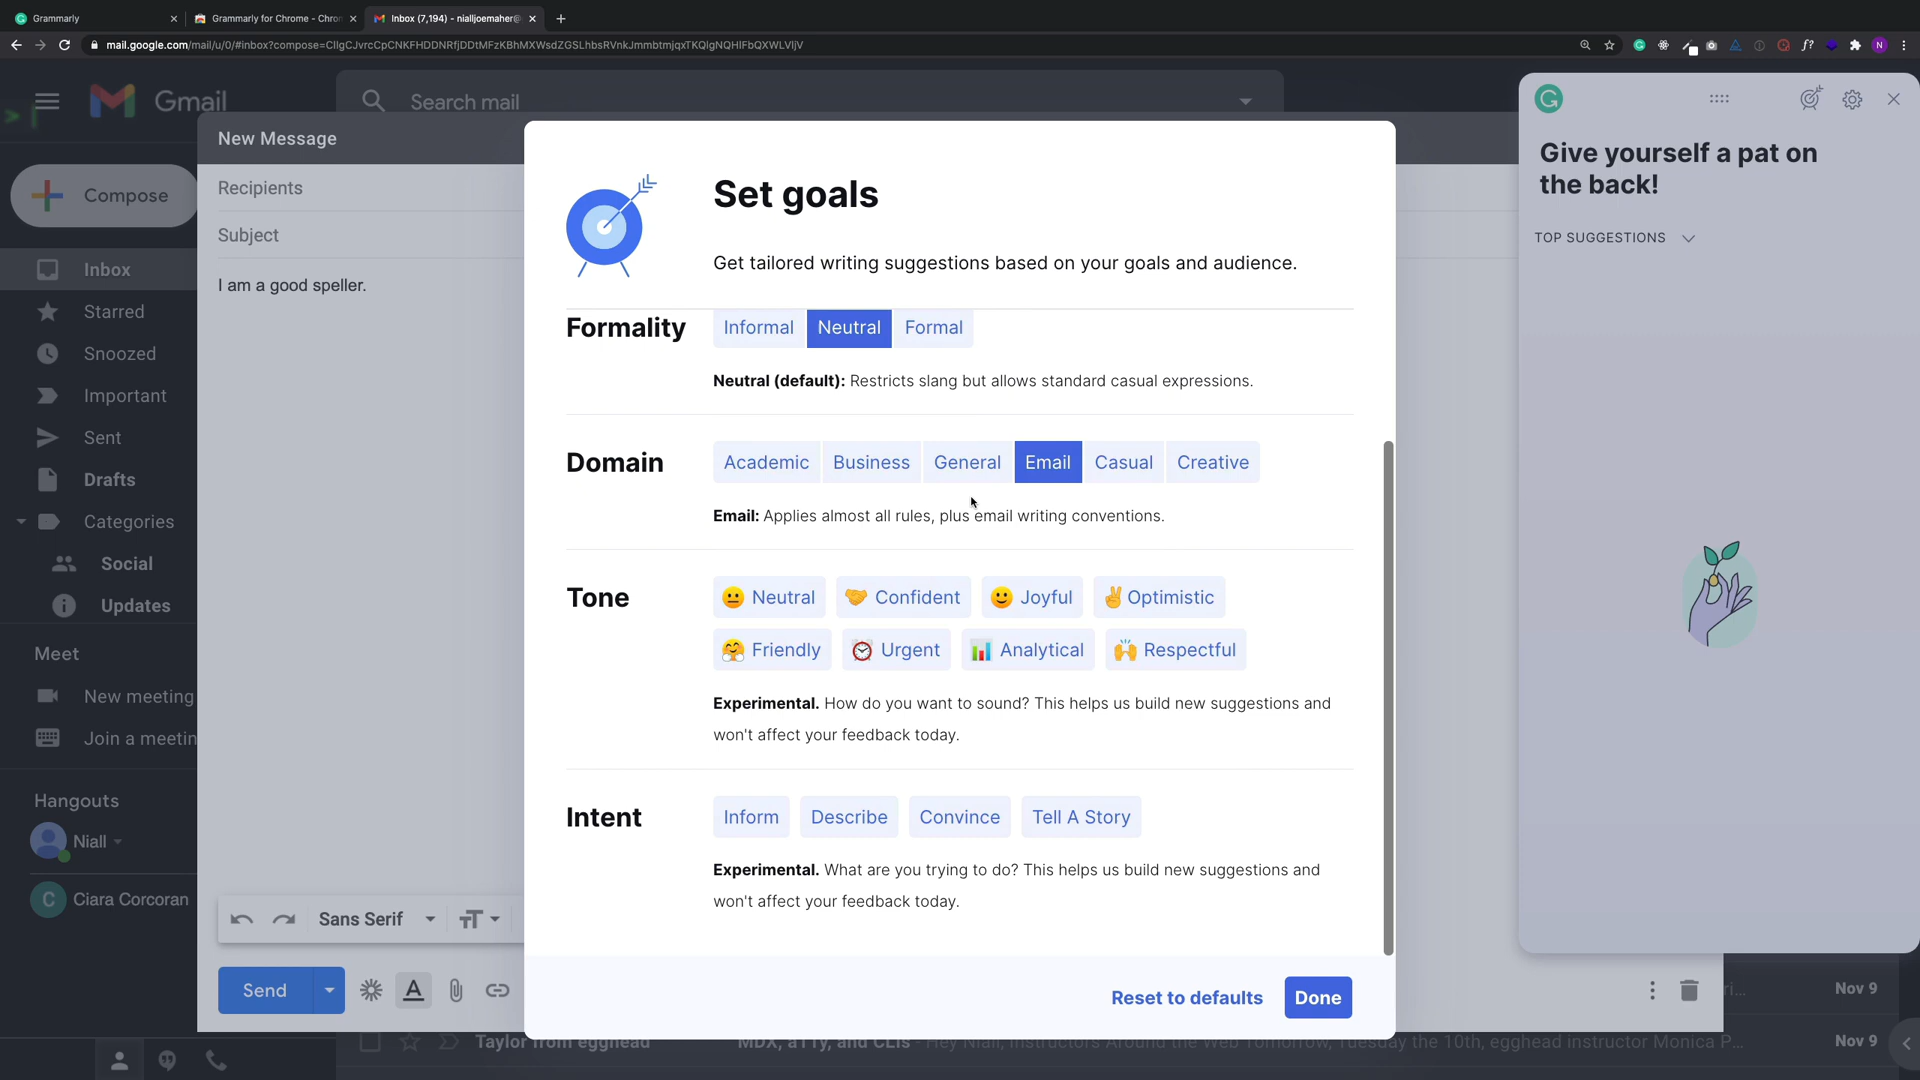 Grammarly
Grammarly for Chrome - Chron
Inbox (7,194) - nialljoemaher@
mail.google.com/mail/u/0/#inbox?compose=CllgCJvrcCpCNKFHDDNRfjDDtMFzKBhMXWsdZGSLhbsRVnkJmmbtmjqxTKQlgNQHlFbQXWLVljV
Gmail
Search mail
Compose
Inbox
Starred
Snoozed
Important
Sent
Drafts
Categories
Social
Updates
Meet
New meeting
Join a meetin
Hangouts
Niall
C
Ciara Corcoran
New Message
Recipients
Subject
I am a good speller.
Sans Serif
Send
Set goals
Get tailored writing suggestions based on your goals and audience.
Formality
Informal Neutral Formal
Neutral (default): Restricts slang but allows standard casual expressions.
Domain
Academic Business General Email Casual Creative
Email: Applies almost all rules, plus email writing conventions.
Tone
Neutral Confident Joyful Optimistic
Friendly Urgent Analytical Respectful
Experimental. How do you want to sound? This helps us build new suggestions and
won't affect your feedback today.
Intent
Inform Describe Convince Tell A Story
Experimental. What are you trying to do? This helps us build new suggestions and
won't affect your feedback today.
Reset to defaults Done
Give yourself a pat on
the back!
TOP SUGGESTIONS
ri... Nov 9
Taylor from egghead MDX, a11y, and CLIs - Hey Niall, Instructors Around the Web Tomorrow, Tuesday the 10th, egghead instructor Monica P... Nov 9